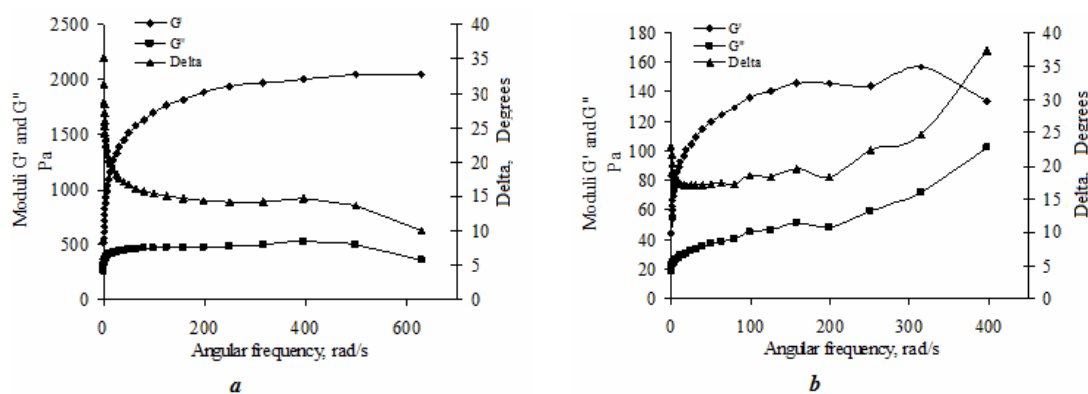 2500
2000
1500
1000
500
0
40
35
30
25
20
15
10
5
0
0
200
400
600
G'
G"
Delta
Moduli G' and G"
Pa
Delta, Degrees
Angular frequency, rad/s
a
180
160
140
120
100
80
60
40
20
0
40
35
30
25
20
15
10
5
0
0
100
200
300
400
G'
G"
Delta
Moduli G' and G"
Pa
Delta, Degrees
Angular frequency, rad/s
b